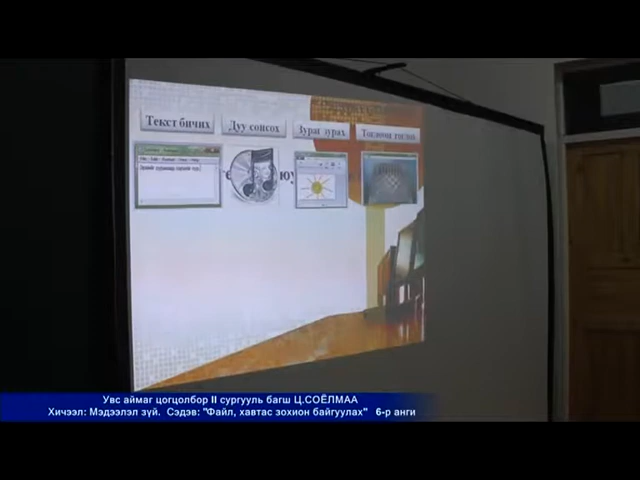 Текст бичих
Дуу сонсох
Зураг зурах
Тоглоом тоглох
Увс аймаг цогцолбор II сургууль багш Ц.СОЁЛМАА
Хичээл: Мэдээлэл зүй. Сэдэв: "Файл, хавтас зохион байгуулах" 6-р анги